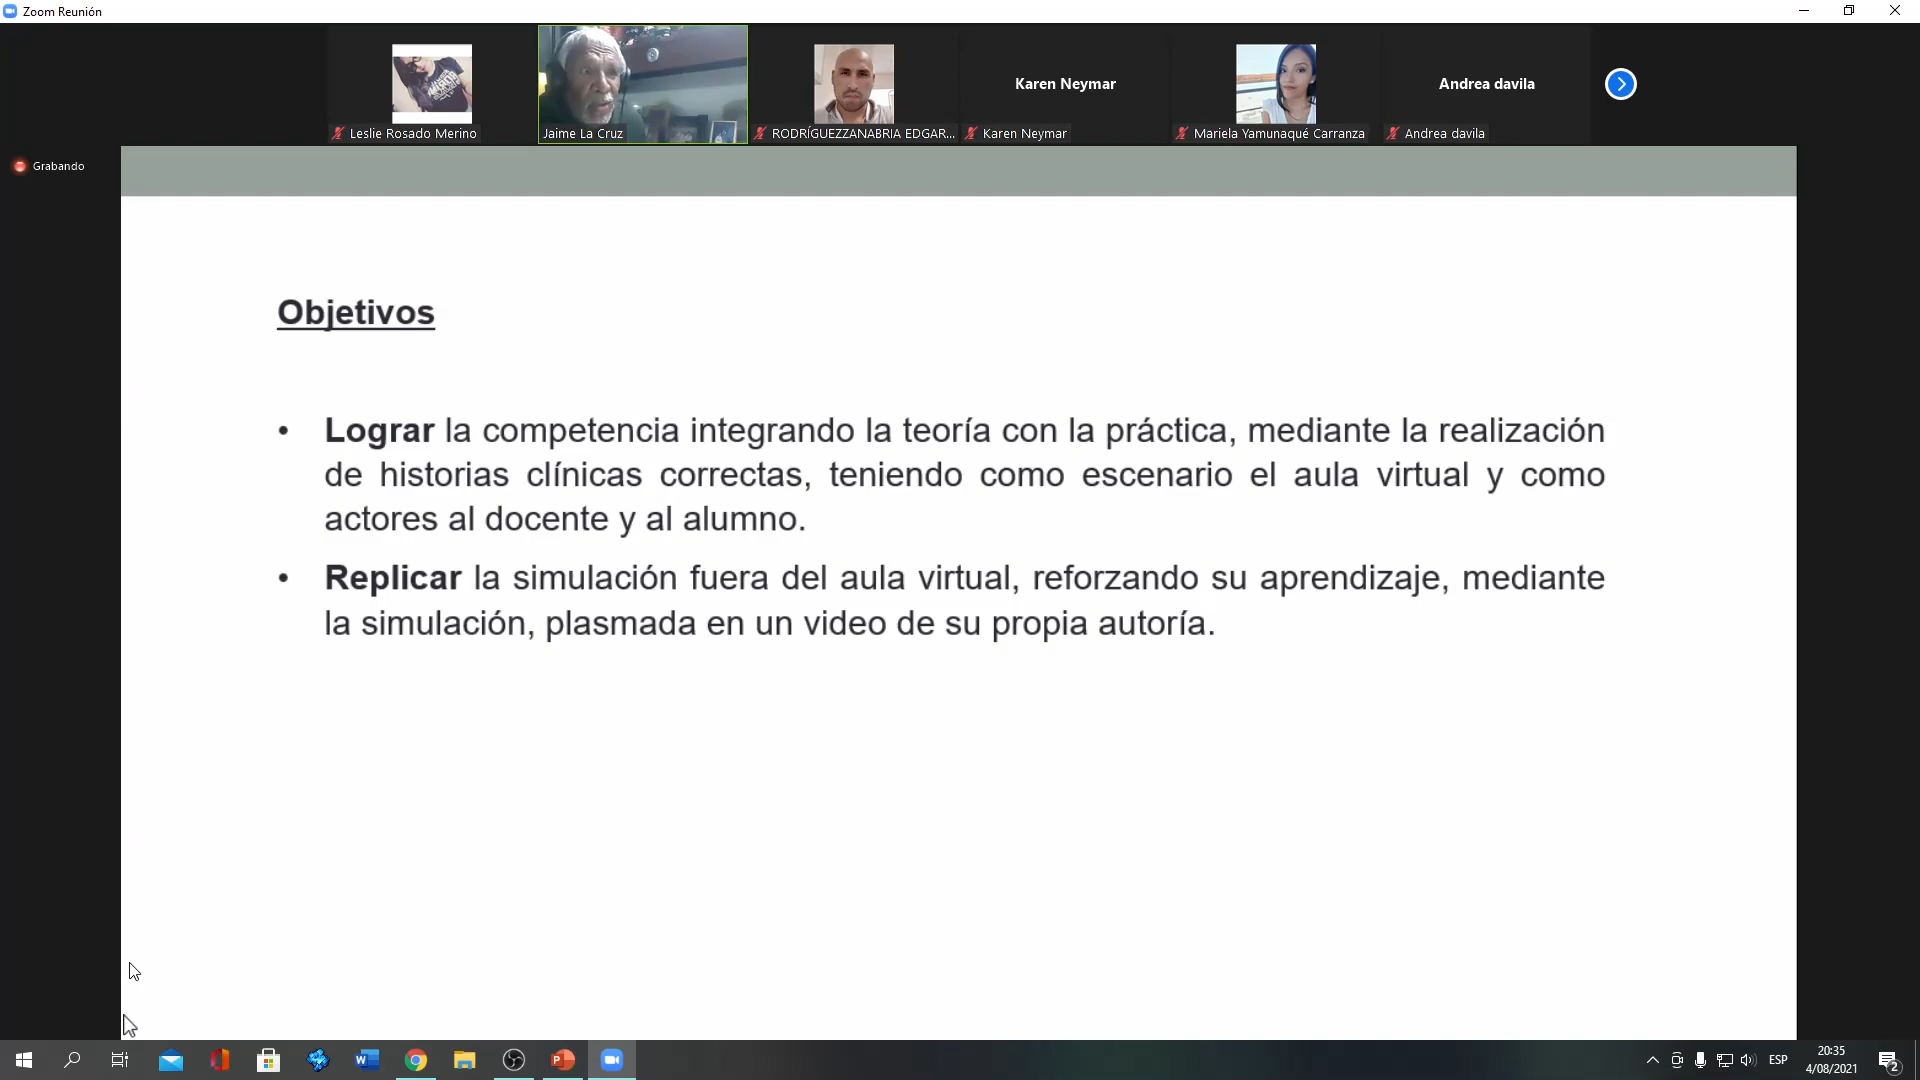 Zoom Reunión
Karen Neymar
Andrea davila
Leslie Rosado Merino
Jaime La Cruz
RODRÍGUEZZANABRIA EDGAR...
Karen Neymar
Mariela Yamunaqué Carranza
Andrea davila
Grabando
Objetivos
• Lograr la competencia integrando la teoría con la práctica, mediante la realización
de historias clínicas correctas, teniendo como escenario el aula virtual y como
actores al docente y al alumno.
• Replicar la simulación fuera del aula virtual, reforzando su aprendizaje, mediante
la simulación, plasmada en un video de su propia autoría.
ESP
20:35
4/08/2021
2